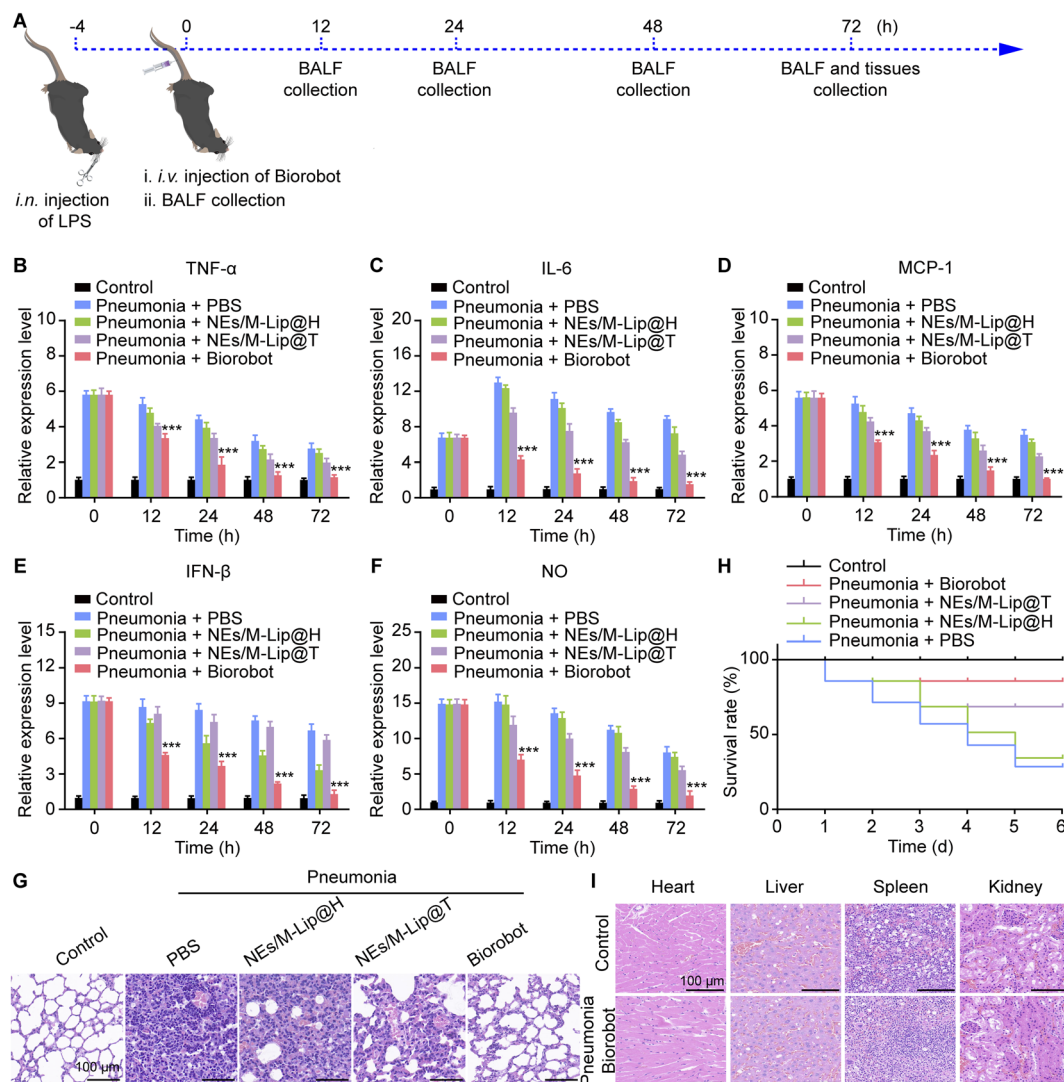 A
-4 0 12 24 48 72 (h)
BALF collection
BALF collection
BALF collection
BALF and tissues collection
i.n. injection of LPS
i. i.v. injection of Biorobot
ii. BALF collection
B
TNF-α
Control
Pneumonia + PBS
Pneumonia + NEs/M-Lip@H
Pneumonia + NEs/M-Lip@T
Pneumonia + Biorobot
Relative expression level
10
8
6
4
2
0
*** *** *** ***
0 12 24 48 72
Time (h)
C
IL-6
Control
Pneumonia + PBS
Pneumonia + NEs/M-Lip@H
Pneumonia + NEs/M-Lip@T
Pneumonia + Biorobot
Relative expression level
20
16
12
8
4
0
*** *** *** ***
0 12 24 48 72
Time (h)
D
MCP-1
Control
Pneumonia + PBS
Pneumonia + NEs/M-Lip@H
Pneumonia + NEs/M-Lip@T
Pneumonia + Biorobot
Relative expression level
10
8
6
4
2
0
*** *** *** ***
0 12 24 48 72
Time (h)
E
IFN-β
Control
Pneumonia + PBS
Pneumonia + NEs/M-Lip@H
Pneumonia + NEs/M-Lip@T
Pneumonia + Biorobot
Relative expression level
15
12
9
6
3
0
*** *** *** ***
0 12 24 48 72
Time (h)
F
NO
Control
Pneumonia + PBS
Pneumonia + NEs/M-Lip@H
Pneumonia + NEs/M-Lip@T
Pneumonia + Biorobot
Relative expression level
25
20
15
10
5
0
*** *** *** ***
0 12 24 48 72
Time (h)
H
Control
Pneumonia + Biorobot
Pneumonia + NEs/M-Lip@T
Pneumonia + NEs/M-Lip@H
Pneumonia + PBS
Survival rate (%)
100
50
0
0 1 2 3 4 5 6
Time (d)
G
Pneumonia
Control
PBS
NEs/M-Lip@H
NEs/M-Lip@T
Biorobot
100 μm
I
Heart Liver Spleen Kidney
Control
100 μm
Pneumonia
Biorobot